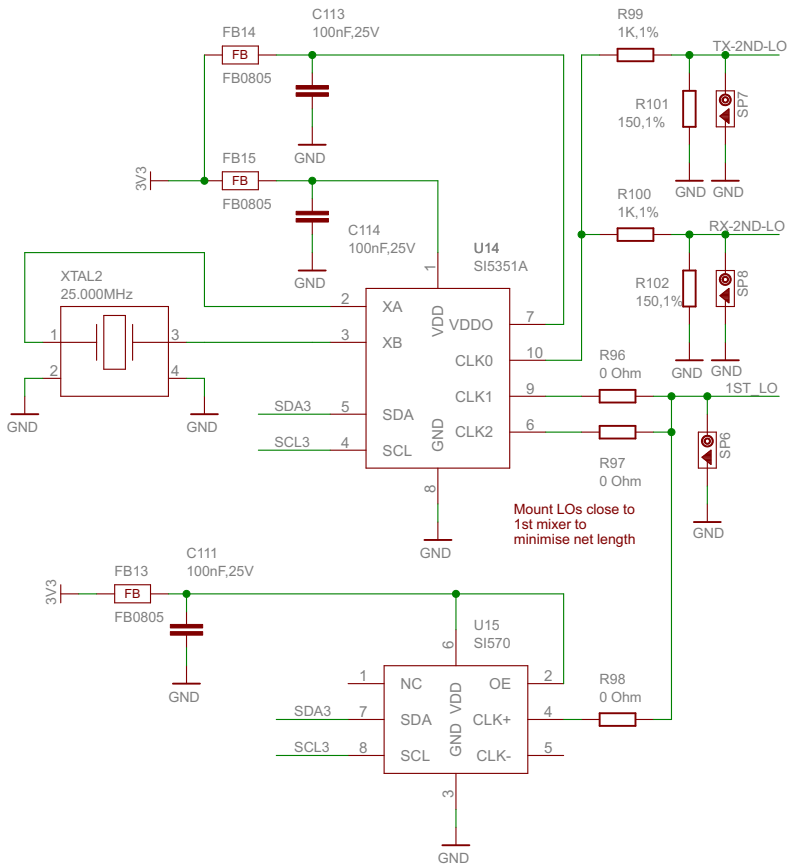 C113
100nF,25V
FB14
FB
FB0805
GND
R99
1K,1%
TX-2ND-LO
R101
150,1%
SP7
GND
GND
FB15
3V3
FB
FB0805
C114
100nF,25V
GND
R100
1K,1%
RX-2ND-LO
R102
150,1%
SP8
GND
GND
U14
SI5351A
1
XTAL2
25.000MHz
1
3
2
4
GND
GND
2
XA
VDD
VDDO
7
3
XB
CLK0
10
CLK1
9
SDA3
5
SDA
GND
CLK2
6
SCL3
4
SCL
8
GND
R96
0 Ohm
1ST_LO
R97
0 Ohm
SP6
GND
Mount LOs close to
1st mixer to
minimise net length
C111
100nF,25V
FB13
3V3
FB
FB0805
GND
U15
SI570
6
1
NC
VDD
OE
2
SDA3
7
SDA
CLK+
4
SCL3
8
SCL
GND
CLK-
5
3
GND
R98
0 Ohm